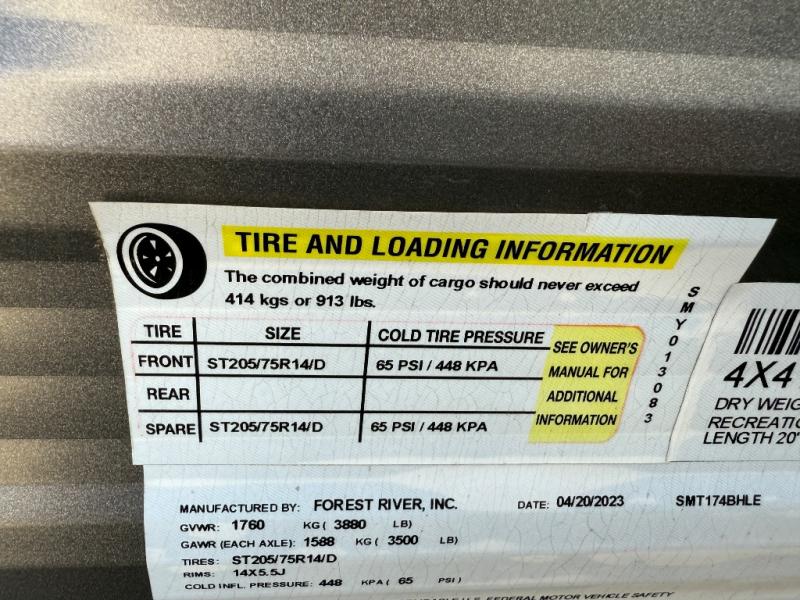 TIRE AND LOADING INFORMATION
The combined weight of cargo should never exceed
414 kgs or 913 lbs.
TIRE SIZE COLD TIRE PRESSURE
SEE OWNER'S
FRONT ST205/75R14/D 65 PSI / 448 KPA
MANUAL FOR
REAR
ADDITIONAL
SPARE ST205/75R14/D 65 PSI / 448 KPA
INFORMATION
SMY013083
4X4
DRY WEIG
RECREATIO
LENGTH 20'
MANUFACTURED BY: FOREST RIVER, INC. DATE: 04/20/2023 SMT174BHLE
GVWR: 1760 KG ( 3880 LB)
GAWR (EACH AXLE): 1588 KG ( 3500 LB)
TIRES: ST205/75R14/D
RIMS: 14X5.5J
COLD INFL. PRESSURE: 448 KPA ( 65 PSI )
U.S. FEDERAL MOTOR VEHICLE SAFETY